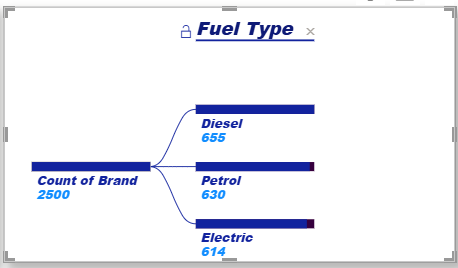 Fuel Type
Diesel
655
Count of Brand
2500
Petrol
630
Electric
614